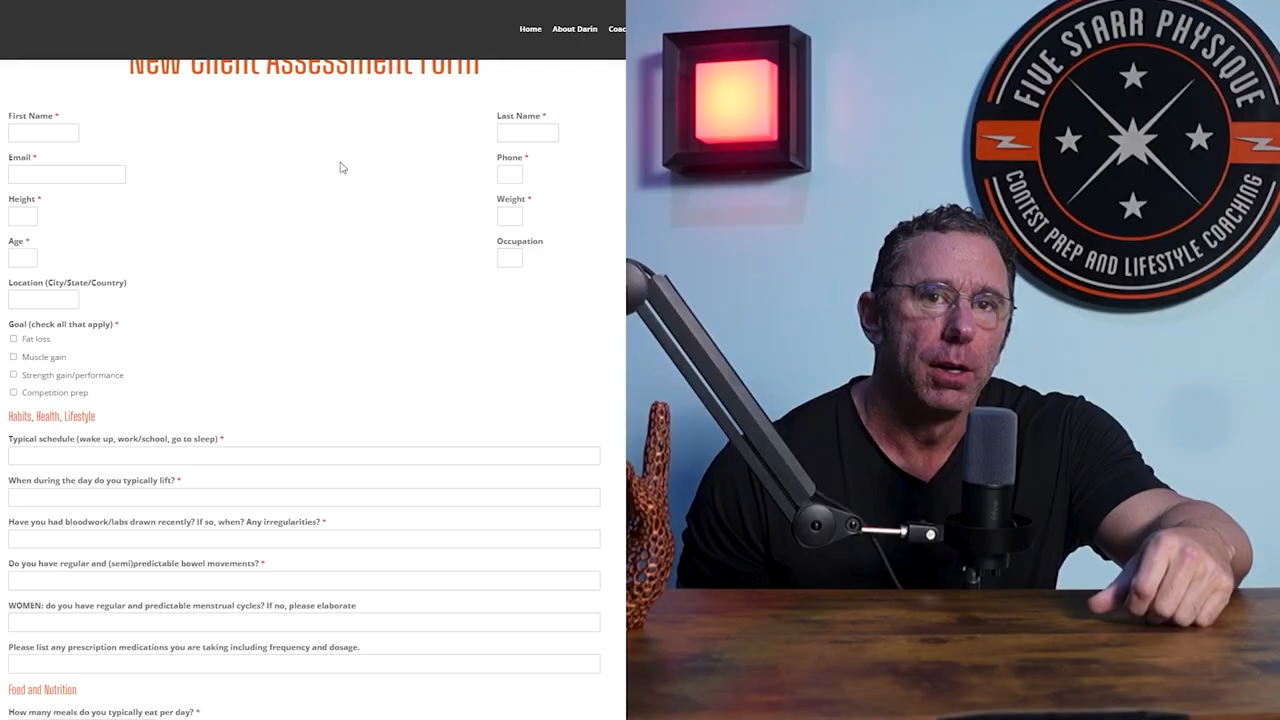 Home About Darin Coac
New Client Assessment Form
First Name *
Last Name *
Email *
Phone *
Height *
Weight *
Age *
Occupation
Location (City/State/Country)
Goal (check all that apply) *
Fat loss
Muscle gain
Strength gain/performance
Competition prep
Habits, Health, Lifestyle
Typical schedule (wake up, work/school, go to sleep) *
When during the day do you typically lift? *
Have you had bloodwork/labs drawn recently? If so, when? Any irregularities? *
Do you have regular and (semi)predictable bowel movements? *
WOMEN: do you have regular and predictable menstrual cycles? If no, please elaborate
Please list any prescription medications you are taking including frequency and dosage.
Food and Nutrition
How many meals do you typically eat per day? *
FIVE STARR PHYSIQUE
CONTEST PREP AND LIFESTYLE COACHING